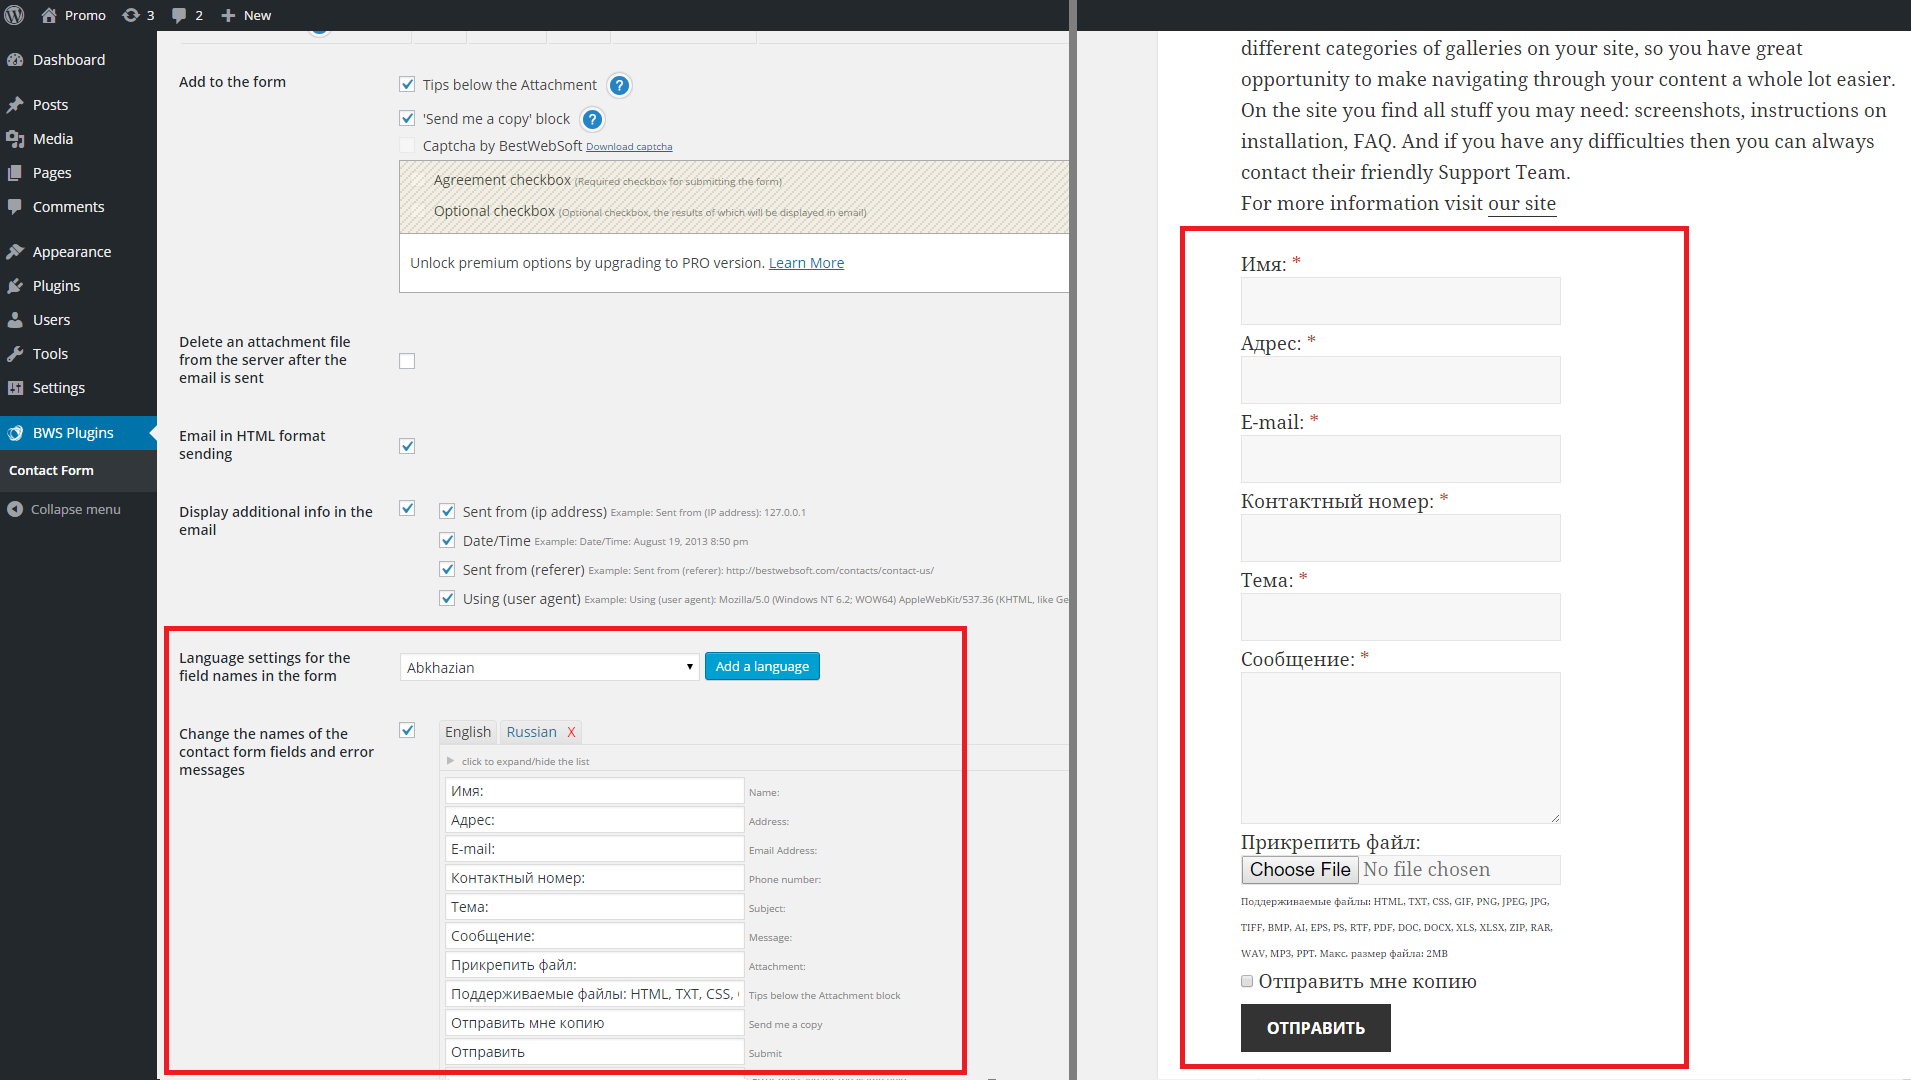 Promo
3
2
New
Dashboard
Posts
Media
Pages
Comments
Appearance
Plugins
Users
Tools
Settings
BWS Plugins
Contact Form
Collapse menu
Add to the form
Tips below the Attachment ?
'Send me a copy' block ?
Captcha by BestWebSoft Download captcha
Agreement checkbox (Required checkbox for submitting the form)
Optional checkbox (Optional checkbox, the results of which will be displayed in email)
Unlock premium options by upgrading to PRO version. Learn More
Delete an attachment file
from the server after the
email is sent
Email in HTML format
sending
Display additional info in the
email
Sent from (ip address) Example: Sent from (IP address): 127.0.0.1
Date/Time Example: Date/Time: August 19, 2013 8:50 pm
Sent from (referer) Example: Sent from (referer): http://bestwebsoft.com/contacts/contact-us/
Using (user agent) Example: Using (user agent): Mozilla/5.0 (Windows NT 6.2; WOW64) AppleWebKit/537.36 (KHTML, like Ge
Language settings for the
field names in the form
Abkhazian
Add a language
Change the names of the
contact form fields and error
messages
English
Russian X
click to expand/hide the list
Имя: Name:
Адрес: Address:
E-mail: Email Address:
Контактный номер: Phone number:
Тема: Subject:
Сообщение: Message:
Прикрепить файл: Attachment:
Поддерживаемые файлы: HTML, TXT, CSS, Tips below the Attachment block
Отправить мне копию Send me a copy
Отправить Submit
different categories of galleries on your site, so you have great
opportunity to make navigating through your content a whole lot easier.
On the site you find all stuff you may need: screenshots, instructions on
installation, FAQ. And if you have any difficulties then you can always
contact their friendly Support Team.
For more information visit our site
Имя: *
Адрес: *
E-mail: *
Контактный номер: *
Тема: *
Сообщение: *
Прикрепить файл:
Choose File No file chosen
Поддерживаемые файлы: HTML, TXT, CSS, GIF, PNG, JPEG, JPG,
TIFF, BMP, AI, EPS, PS, RTF, PDF, DOC, DOCX, XLS, XLSX, ZIP, RAR,
WAV, MP3, PPT, Макс. размер файла: 2MB
Отправить мне копию
ОТПРАВИТЬ